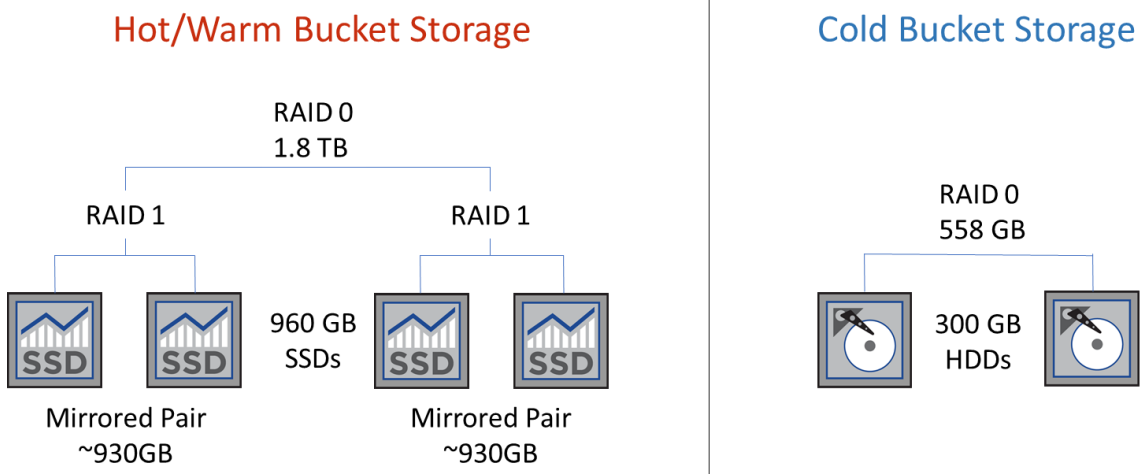 Hot/Warm Bucket Storage
RAID 0
1.8 TB
RAID 1
RAID 1
SSD
SSD
960 GB
SSDs
SSD
SSD
Mirrored Pair
~930GB
Mirrored Pair
~930GB
Cold Bucket Storage
RAID 0
558 GB
300 GB
HDDs